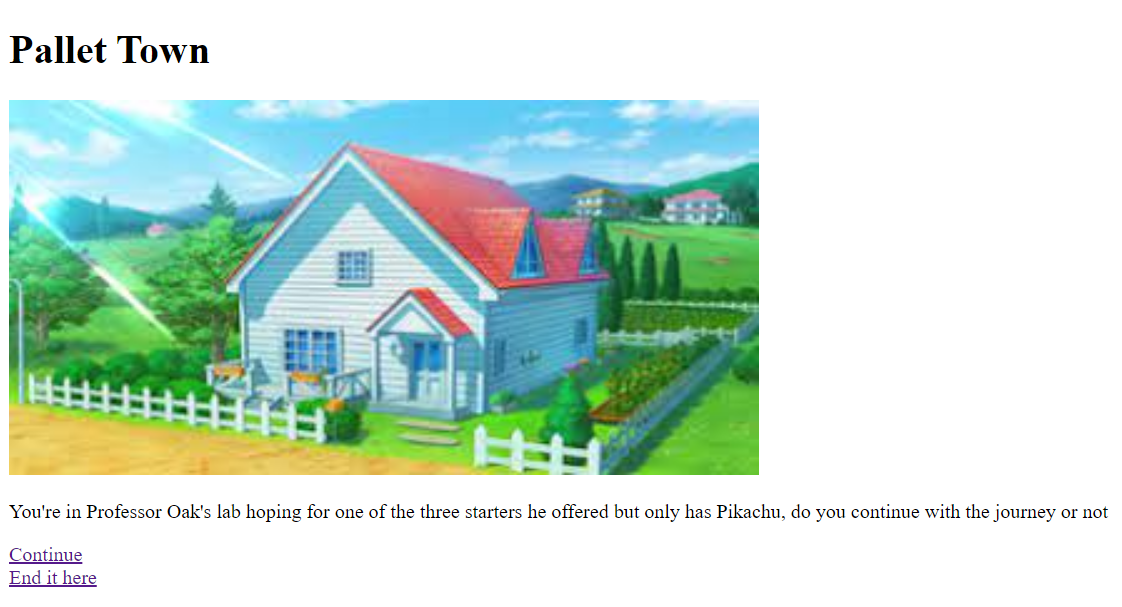 Pallet Town
You're in Professor Oak's lab hoping for one of the three starters he offered but only has Pikachu, do you continue with the journey or not
Continue
End it here